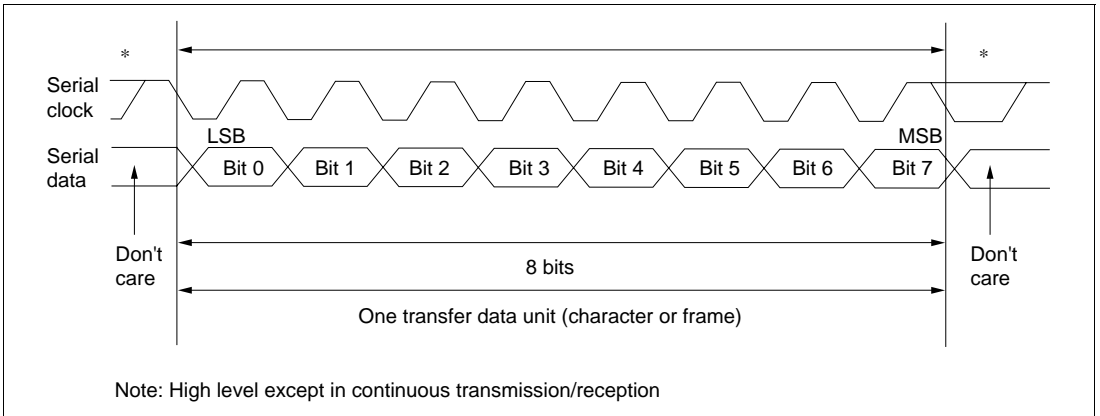 * *
Serial
clock
LSB MSB
Serial
data
Bit 0 Bit 1 Bit 2 Bit 3 Bit 4 Bit 5 Bit 6 Bit 7
Don't
care
8 bits
Don't
care
One transfer data unit (character or frame)
Note: High level except in continuous transmission/reception